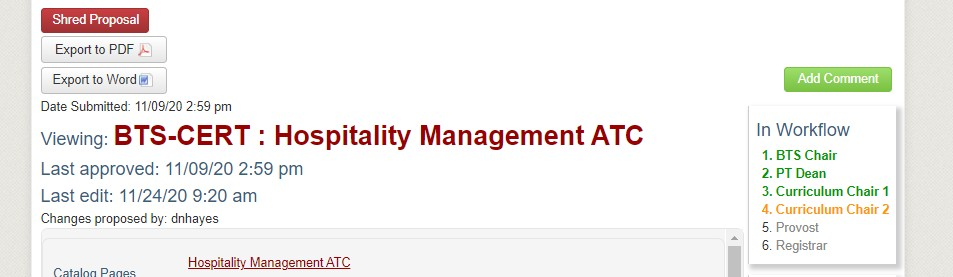 Shred Proposal
Export to PDF
Export to Word
Add Comment
Date Submitted: 11/09/20 2:59 pm
Viewing: BTS-CERT : Hospitality Management ATC
Last approved: 11/09/20 2:59 pm
Last edit: 11/24/20 9:20 am
Changes proposed by: dnhayes
In Workflow
1. BTS Chair
2. PT Dean
3. Curriculum Chair 1
4. Curriculum Chair 2
5. Provost
6. Registrar
Catalog Pages
Hospitality Management ATC